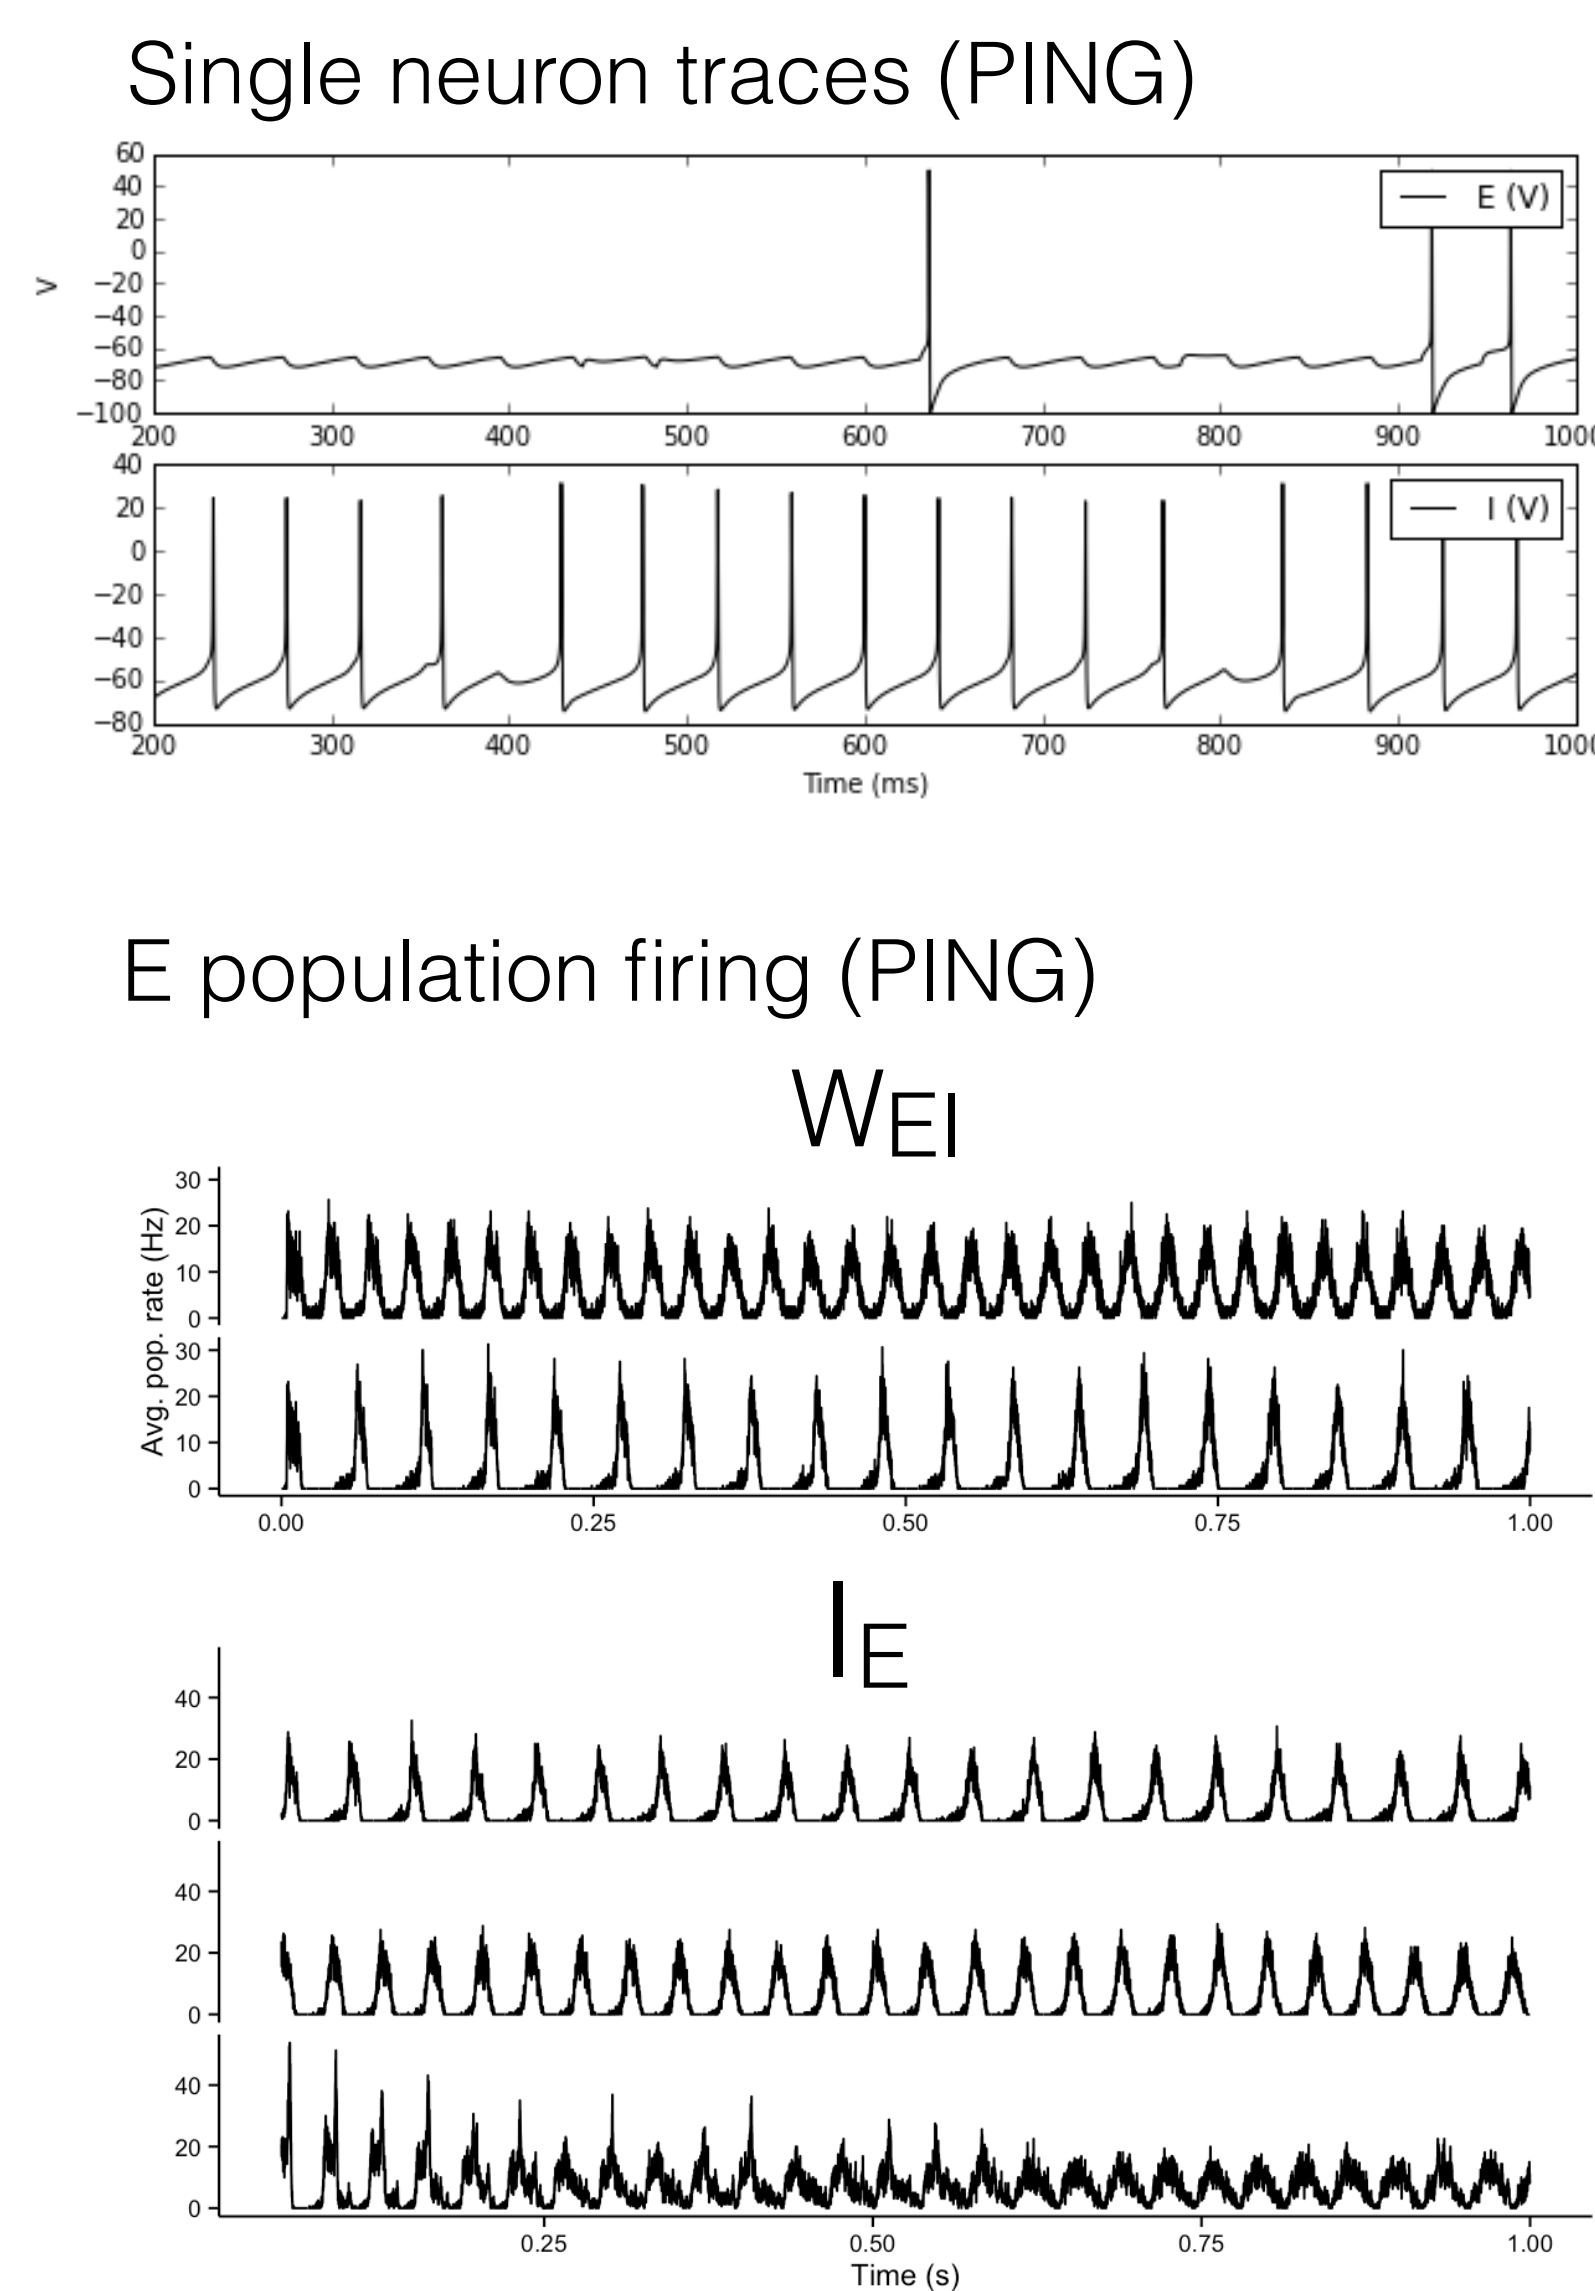 Single neuron traces (PING)
60
40
20
0
−20
−40
−60
−80
−100
V
E (V)
200 300 400 500 600 700 800 900 100
40
20
0
−20
−40
−60
−80
I (V)
200 300 400 500 600 700 800 900 100
Time (ms)
E population firing (PING)
WEI
Avg. pop. rate (Hz)
30
20
10
0
30
20
10
0
0.00 0.25 0.50 0.75 1.00
IE
40
20
0
40
20
0
40
20
0
0.25 0.50 0.75 1.00
Time (s)